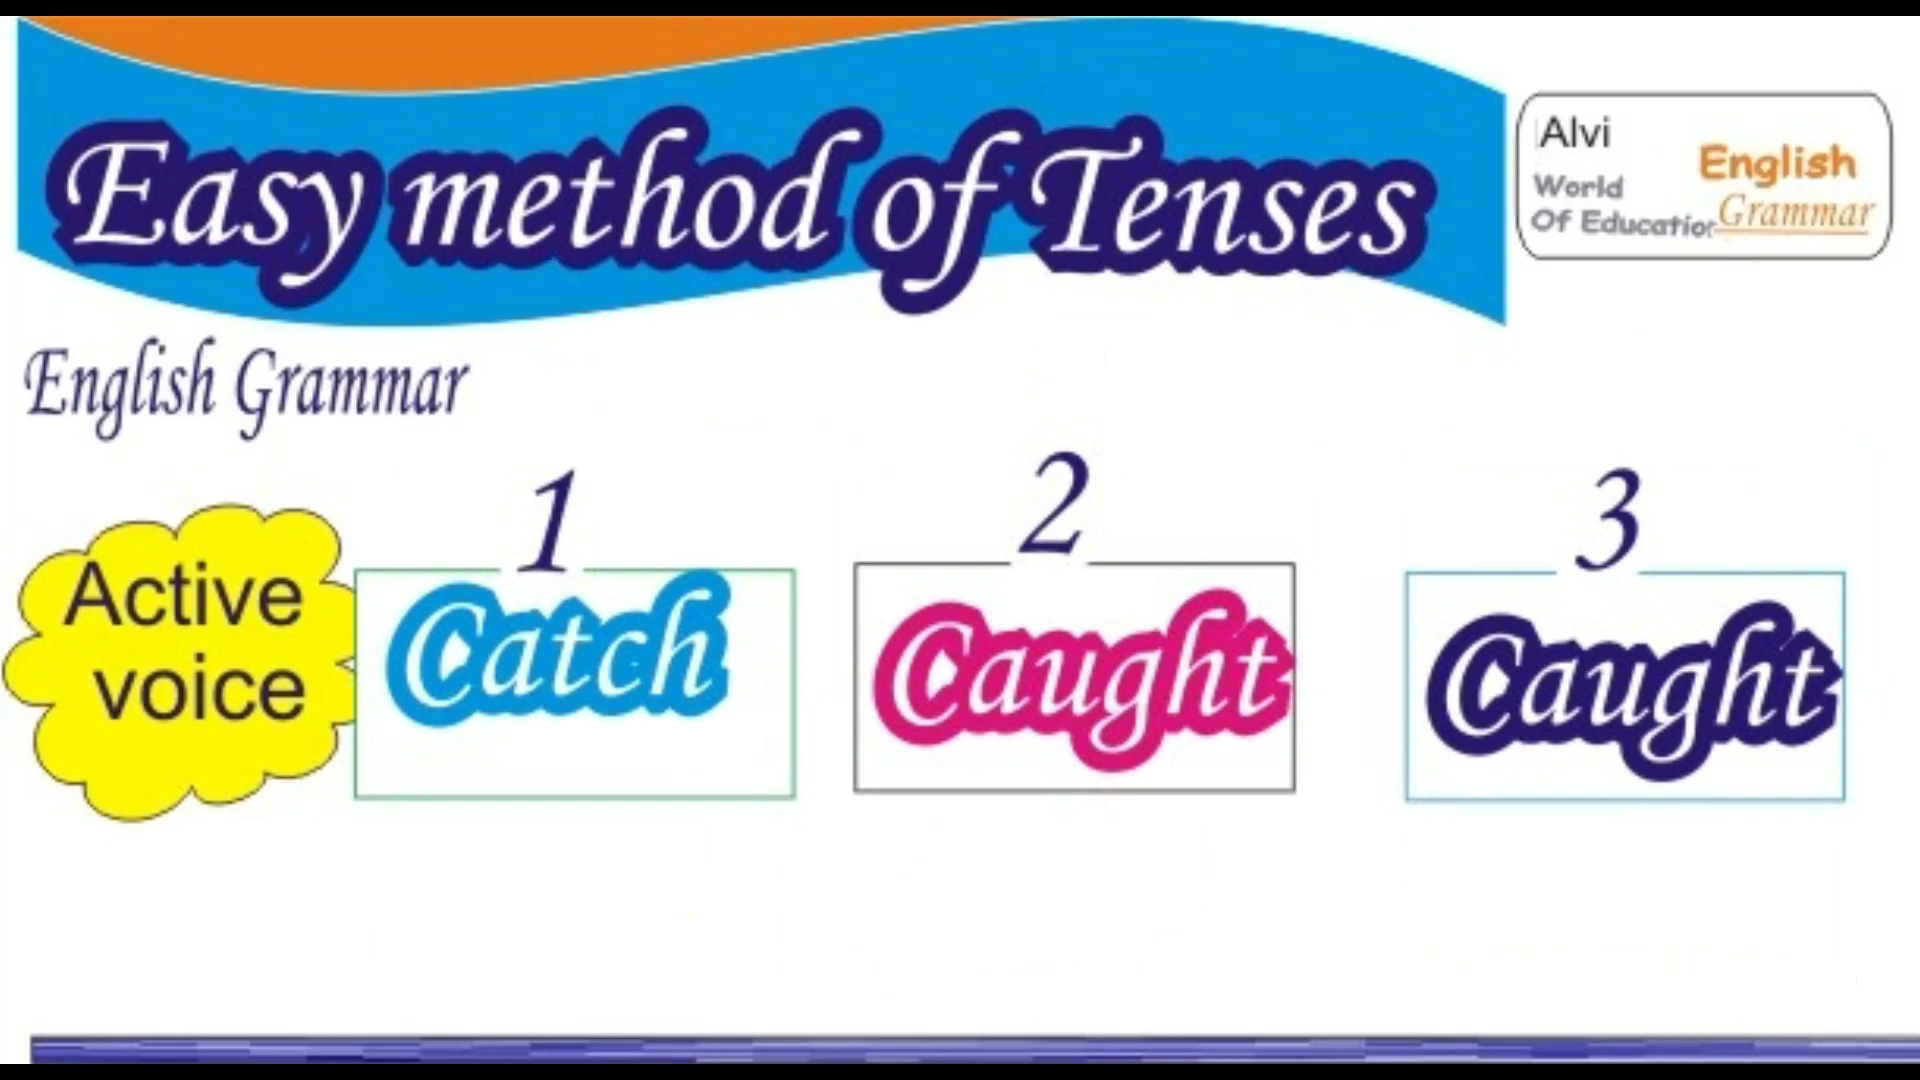 Easy method of Tenses
Alvi
World
Of Education
English
Grammar
English Grammar
Active
voice
1
Catch
2
Caught
3
Caught